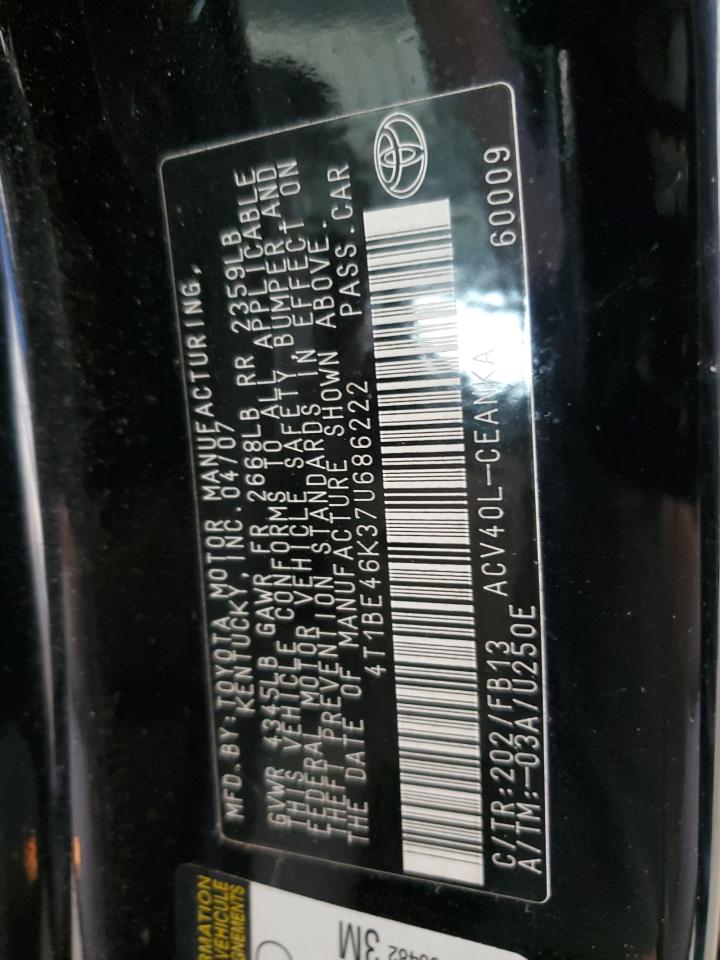 MFD. BY: TOYOTA MOTOR MANUFACTURING,
KENTUCKY, INC. 04/07
GVWR 4345LB GAWR FR 2668LB RR 2359LB
THIS VEHICLE CONFORMS TO ALL APPLICABLE
FEDERAL MOTOR VEHICLE SAFETY, BUMPER AND
THEFT PREVENTION STANDARDS IN EFFECT ON
THE DATE OF MANUFACTURE SHOWN ABOVE.
4T1BE46K37U686222 PASS. CAR
C/TR:202/FB13 ACV40L-CEANKA 60009
A/TM:-03A/U250E
VEHICULE
3M